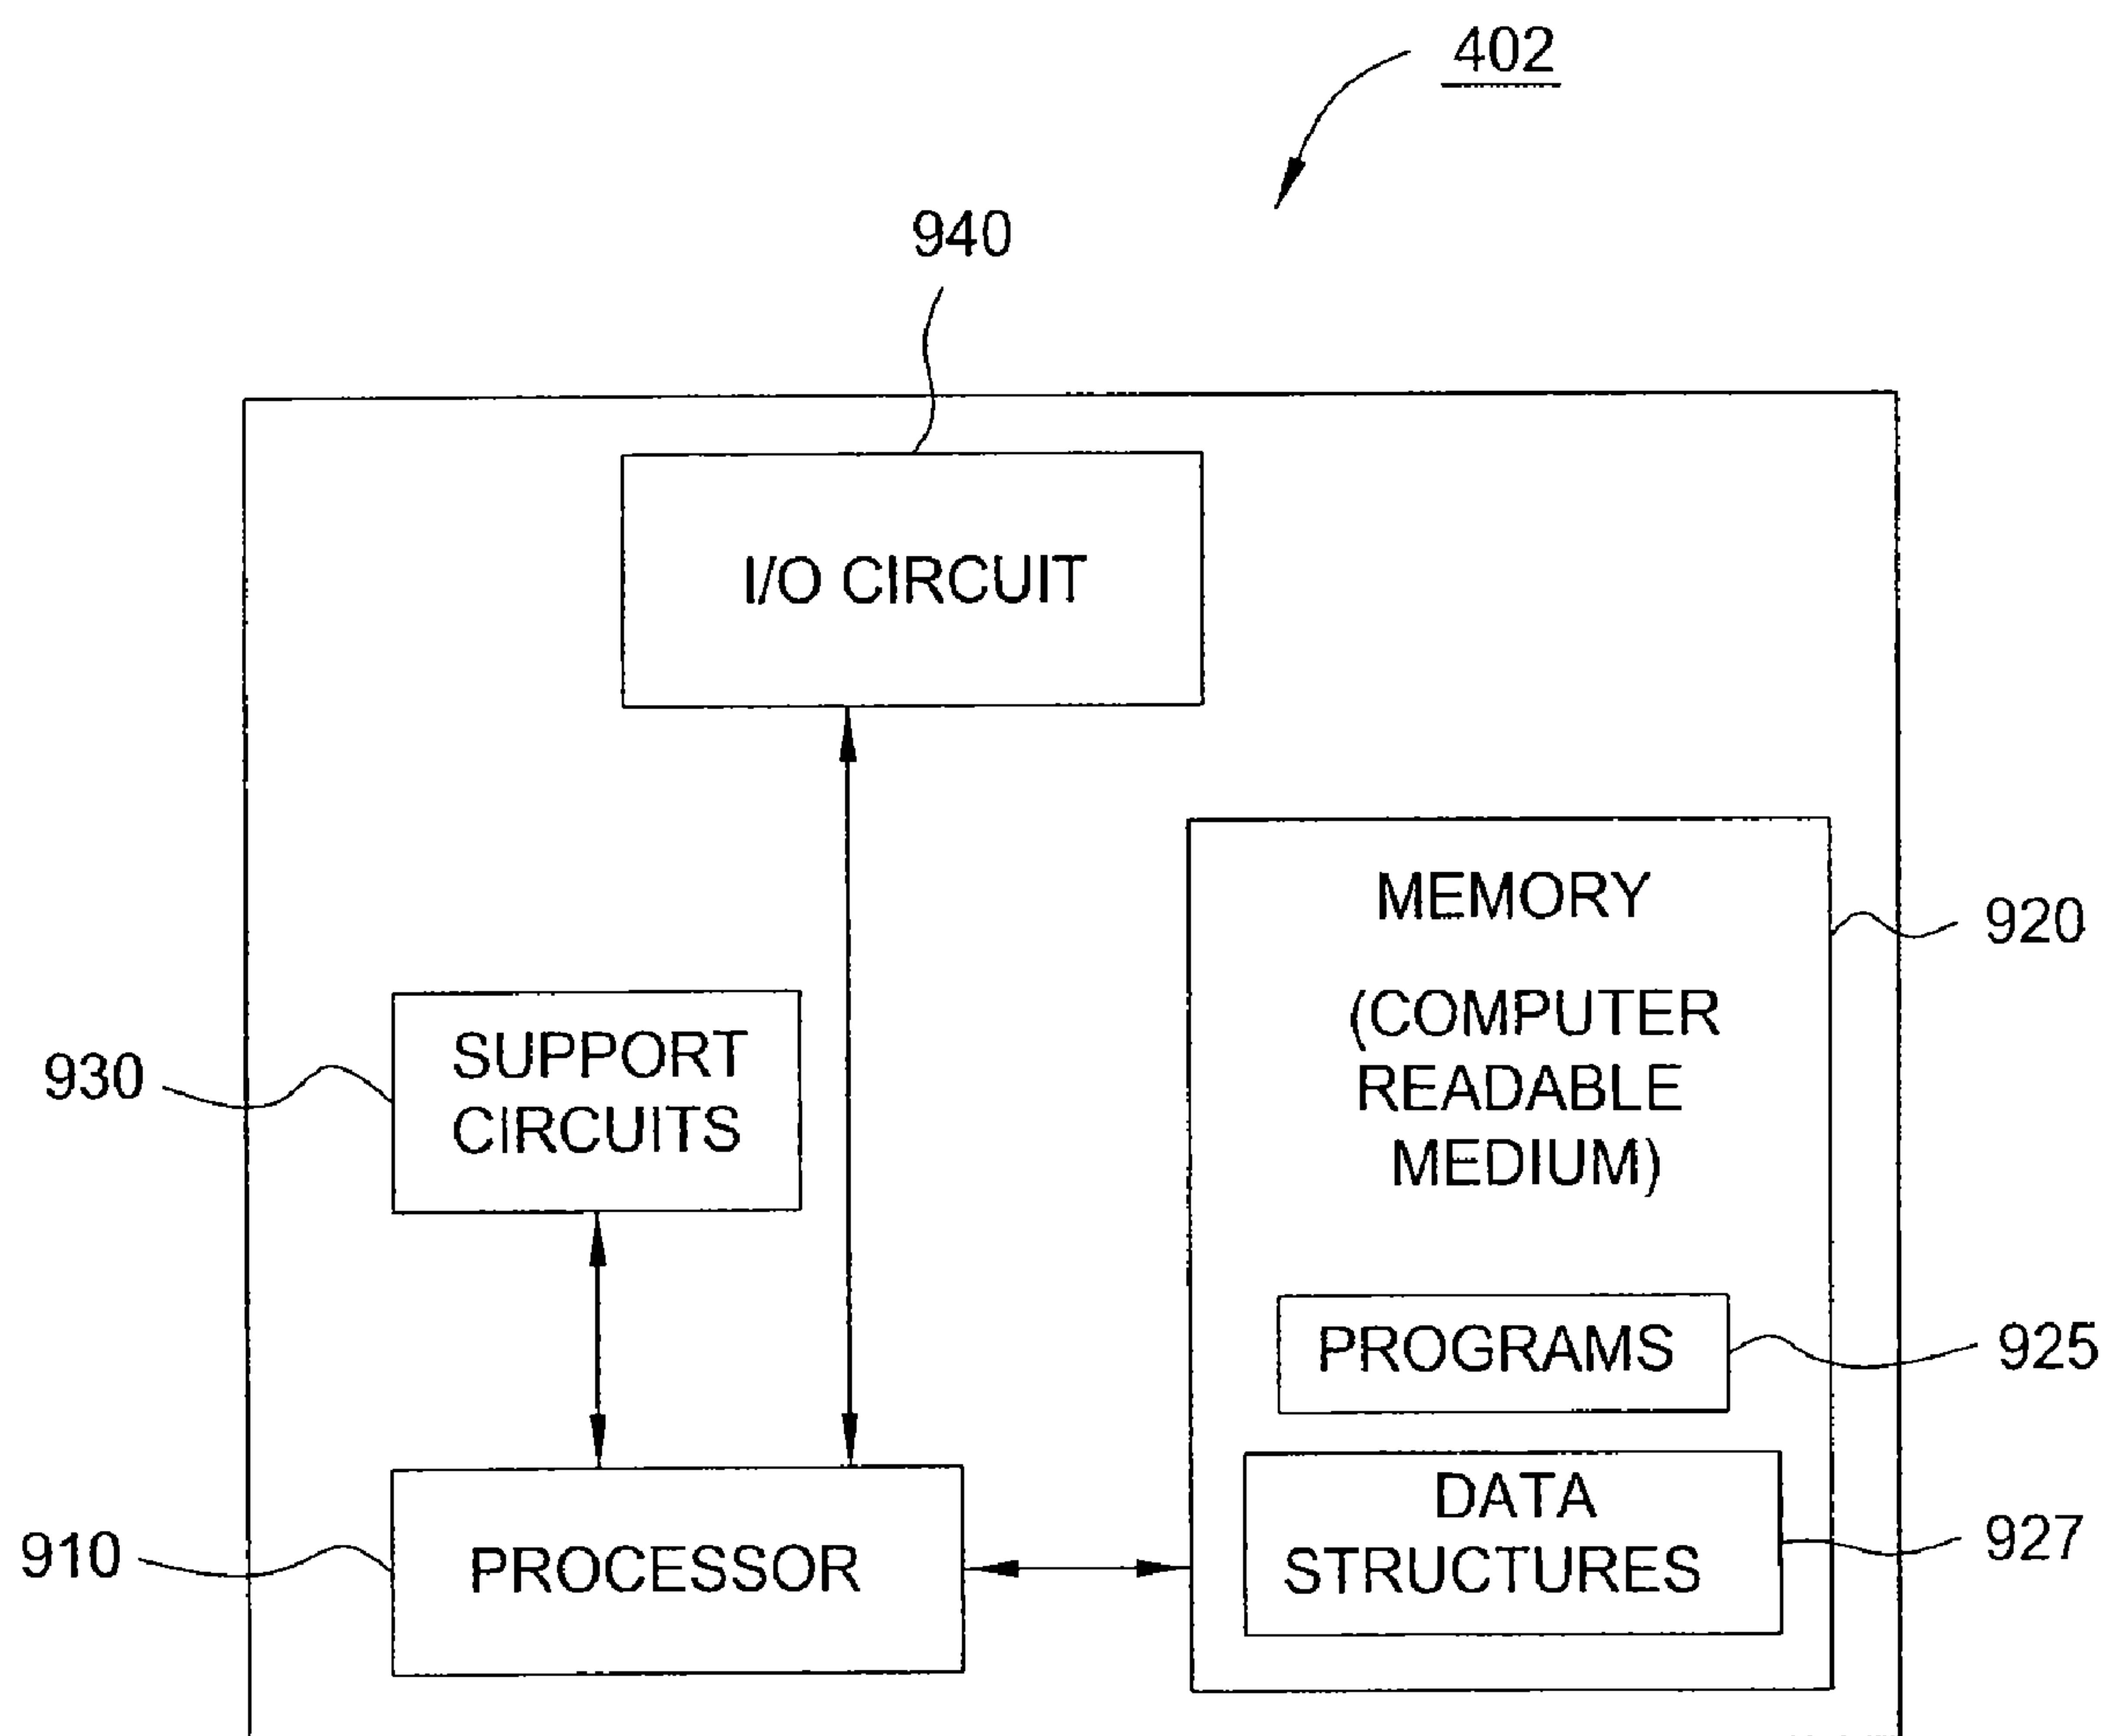 402
940
I/O CIRCUIT
MEMORY
920
(COMPUTER
READABLE
MEDIUM)
SUPPORT
CIRCUITS
930
PROGRAMS
925
DATA
STRUCTURES
927
910
PROCESSOR